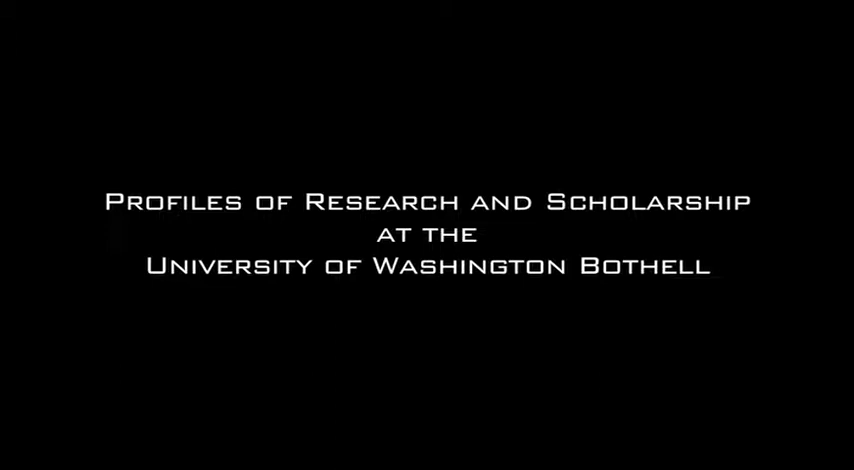 Profiles of Research and Scholarship
at the
University of Washington Bothell